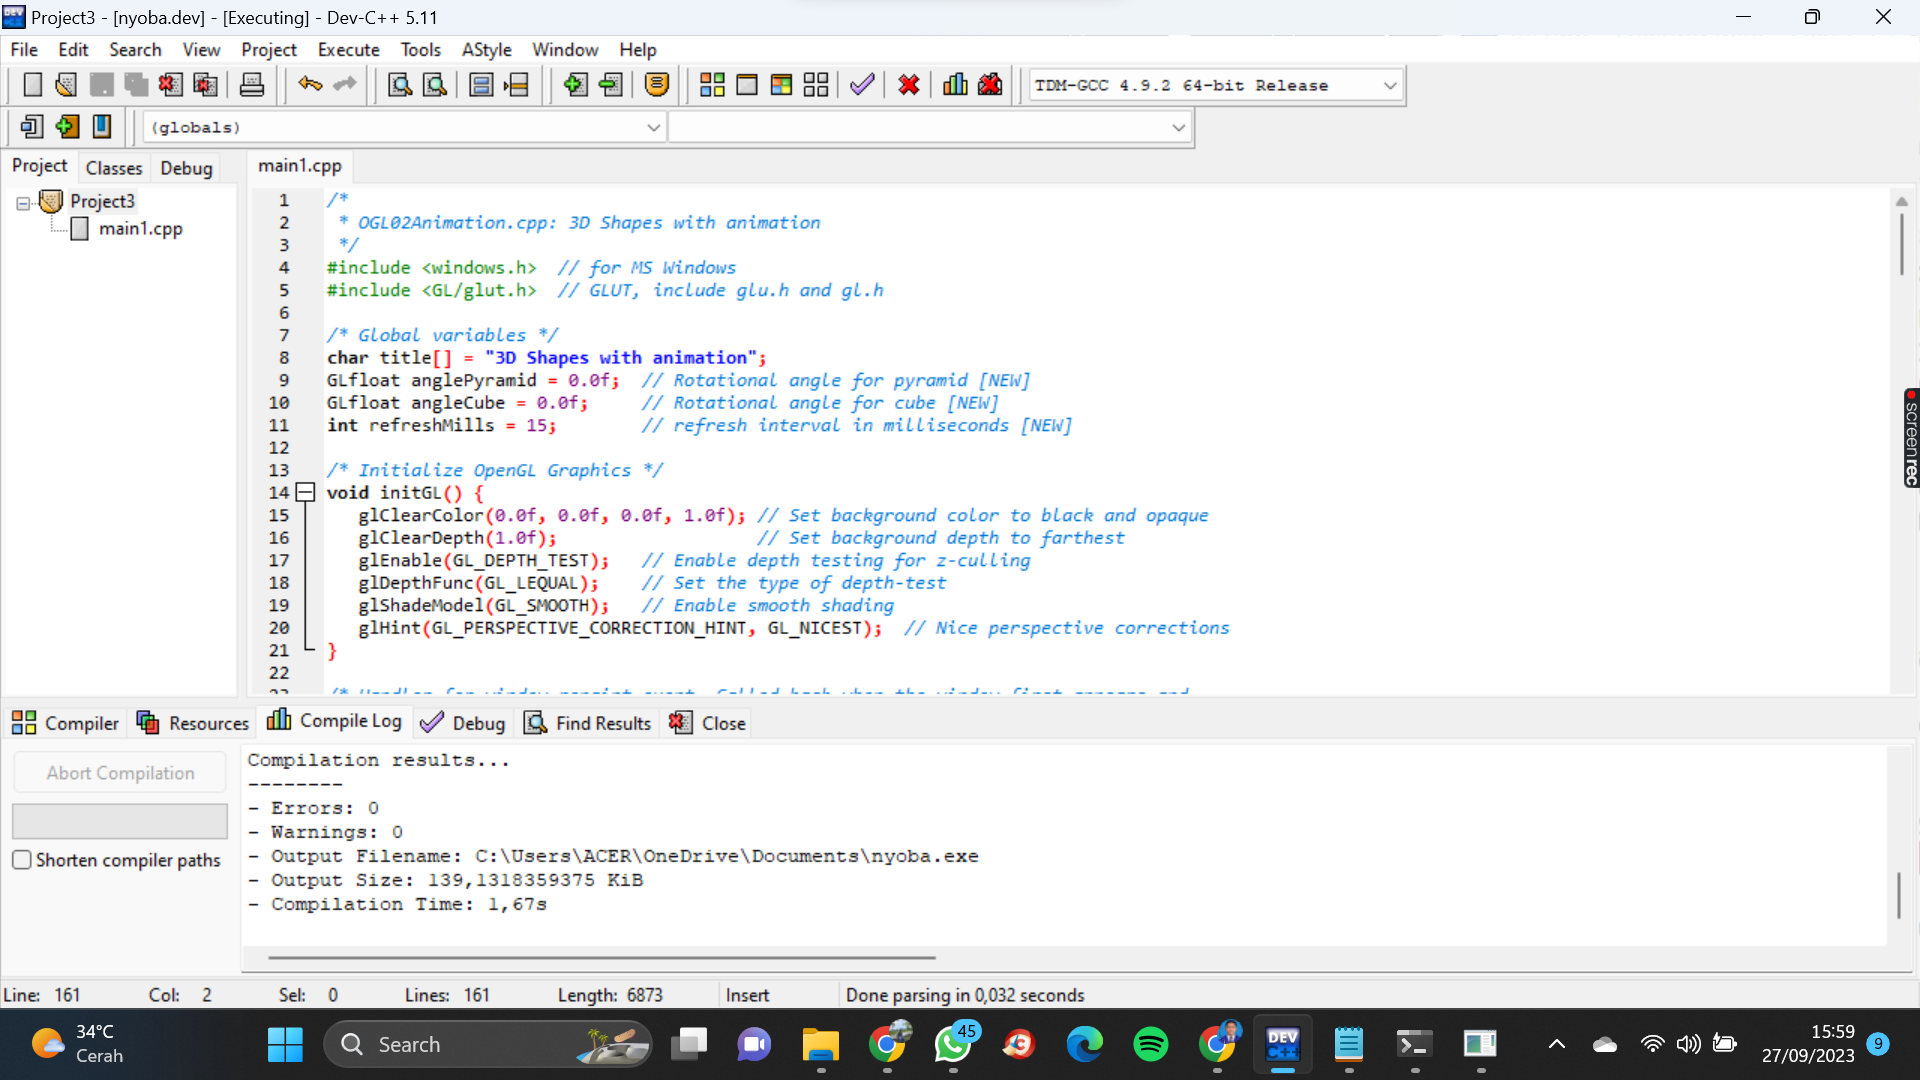 Project3 - [nyoba.dev] - [Executing] - Dev-C++ 5.11
File Edit Search View Project Execute Tools AStyle Window Help
TDM-GCC 4.9.2 64-bit Release
(globals)
Project Classes Debug
main1.cpp
Project3
main1.cpp
1 /*
2 * OGL02Animation.cpp: 3D Shapes with animation
3 */
4 #include <windows.h> // for MS Windows
5 #include <GL/glut.h> // GLUT, include glu.h and gl.h
6
7 /* Global variables */
8 char title[] = "3D Shapes with animation";
9 GLfloat anglePyramid = 0.0f; // Rotational angle for pyramid [NEW]
10 GLfloat angleCube = 0.0f; // Rotational angle for cube [NEW]
11 int refreshMills = 15; // refresh interval in milliseconds [NEW]
12
13 /* Initialize OpenGL Graphics */
14 void initGL() {
15 glClearColor(0.0f, 0.0f, 0.0f, 1.0f); // Set background color to black and opaque
16 glClearDepth(1.0f); // Set background depth to farthest
17 glEnable(GL_DEPTH_TEST); // Enable depth testing for z-culling
18 glDepthFunc(GL_LEQUAL); // Set the type of depth-test
19 glShadeModel(GL_SMOOTH); // Enable smooth shading
20 glHint(GL_PERSPECTIVE_CORRECTION_HINT, GL_NICEST); // Nice perspective corrections
21 }
22
screenrec
Compiler Resources Compile Log Debug Find Results Close
Abort Compilation
Shorten compiler paths
Compilation results...
--------
- Errors: 0
- Warnings: 0
- Output Filename: C:\Users\ACER\OneDrive\Documents\nyoba.exe
- Output Size: 139,1318359375 KiB
- Compilation Time: 1,67s
Line: 161 Col: 2 Sel: 0 Lines: 161 Length: 6873 Insert Done parsing in 0,032 seconds
34°C
Cerah
Search
45
DEV
C++
15:59
27/09/2023
9